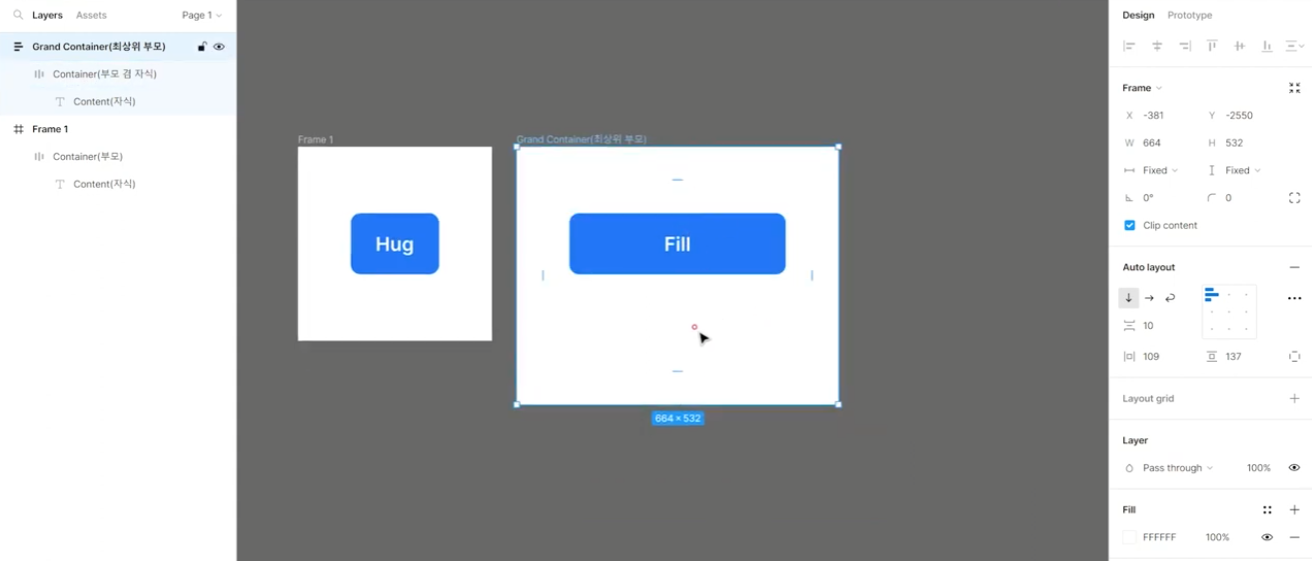 Layers Assets Page 1
Grand Container(최상위 부모)
Container(부모 겸 자식)
Content(자식)
Frame 1
Container(부모)
Content(자식)
Frame 1
Hug
Grand Container(최상위 부모)
Fill
664 × 532
Design Prototype
Frame
X -381 Y -2550
W 664 H 532
Fixed Fixed
0° 0
Clip content
Auto layout
10
109 137
Layout grid
Layer
Pass through 100%
Fill
FFFFFF 100%